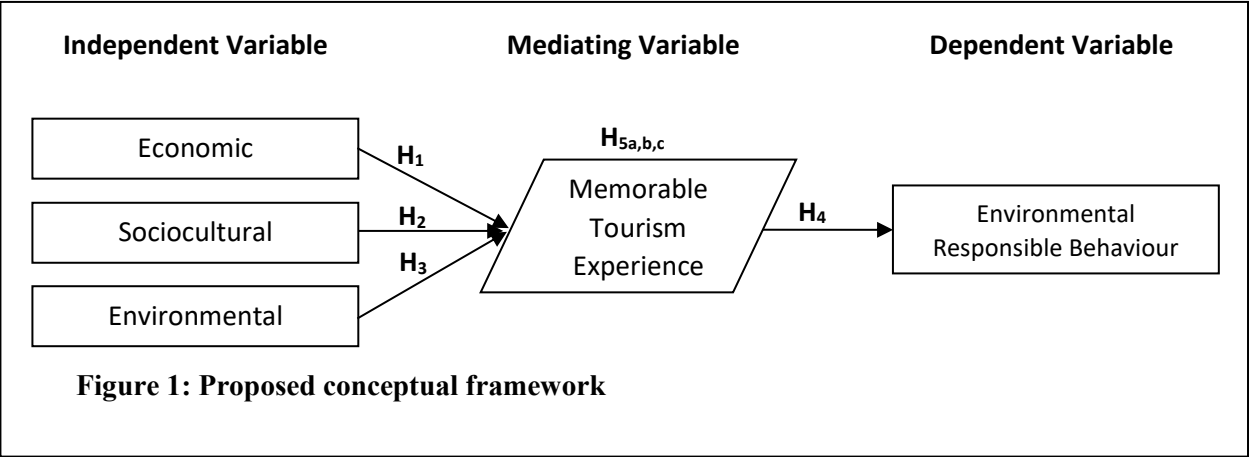 Independent Variable
Mediating Variable
Dependent Variable
Economic
Sociocultural
Environmental
H1
H2
H3
H5a,b,c
Memorable
Tourism
Experience
H4
Environmental
Responsible Behaviour
Figure 1: Proposed conceptual framework